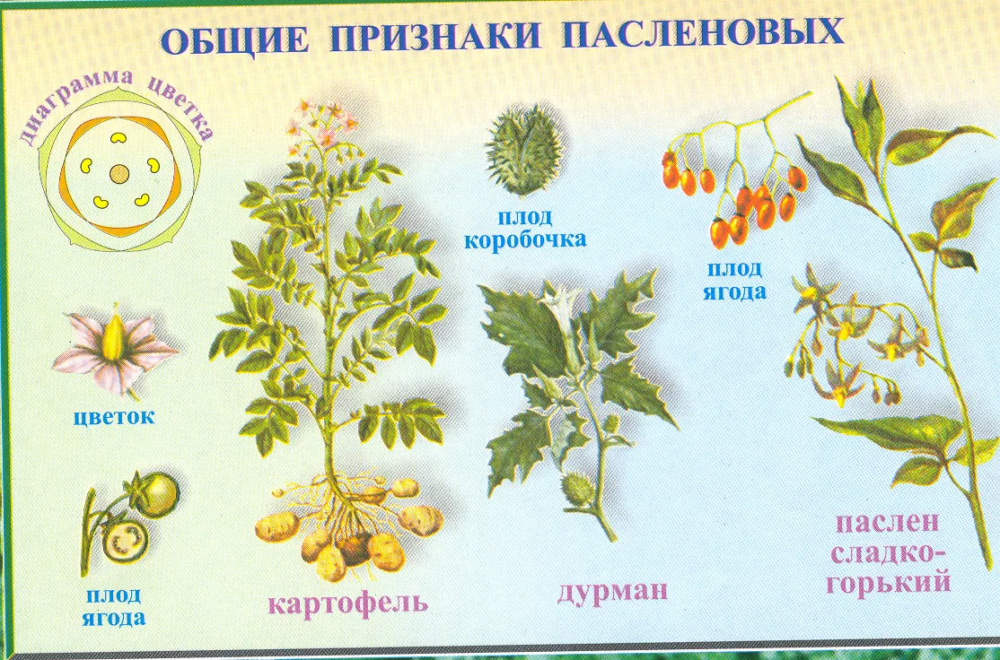 ОБЩИЕ ПРИЗНАКИ ПАСЛЕНОВЫХ
диаграмма цветка
плод
коробочка
плод
ягода
цветок
плод
ягода
картофель
дурман
паслен
сладко-
горький